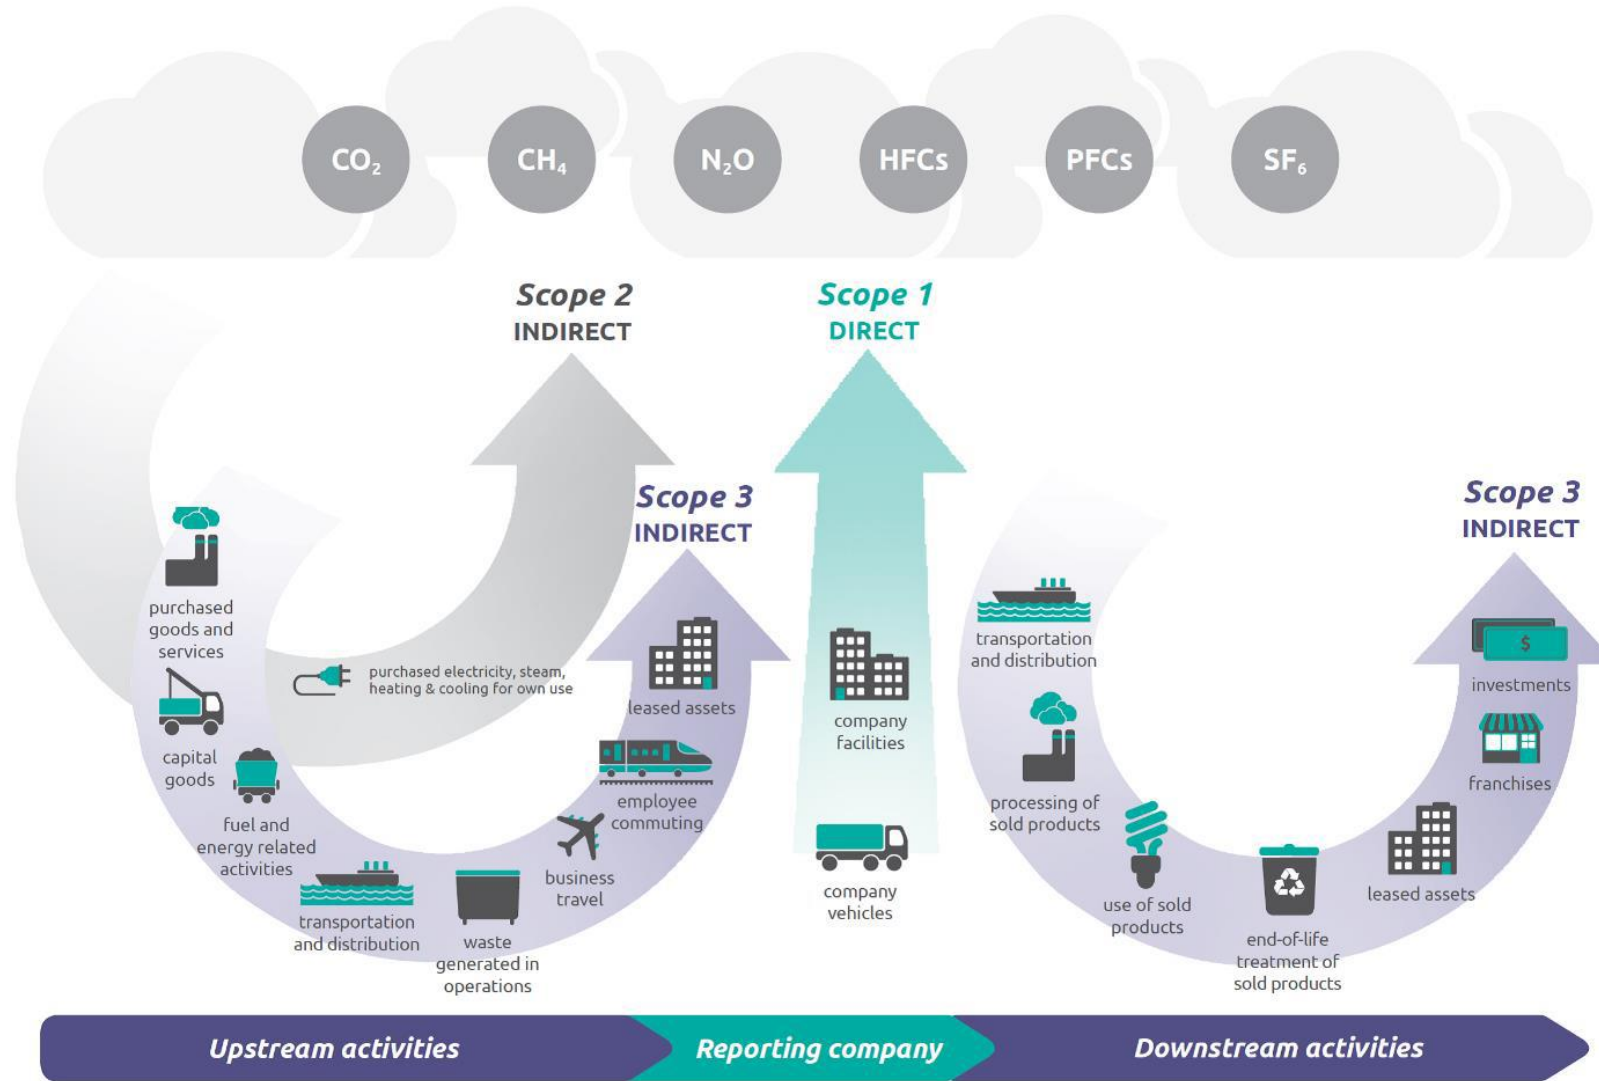 CO₂
CH₄
N₂O
HFCs
PFCs
SF₆
Scope 2
INDIRECT
Scope 1
DIRECT
Scope 3
INDIRECT
Scope 3
INDIRECT
purchased
goods and
services
capital
goods
fuel and
energy related
activities
transportation
and distribution
waste
generated in
operations
business
travel
employee
commuting
leased assets
purchased electricity, steam,
heating & cooling for own use
company
facilities
company
vehicles
transportation
and distribution
processing of
sold products
use of sold
products
end-of-life
treatment of
sold products
leased assets
franchises
$
investments
Upstream activities
Reporting company
Downstream activities